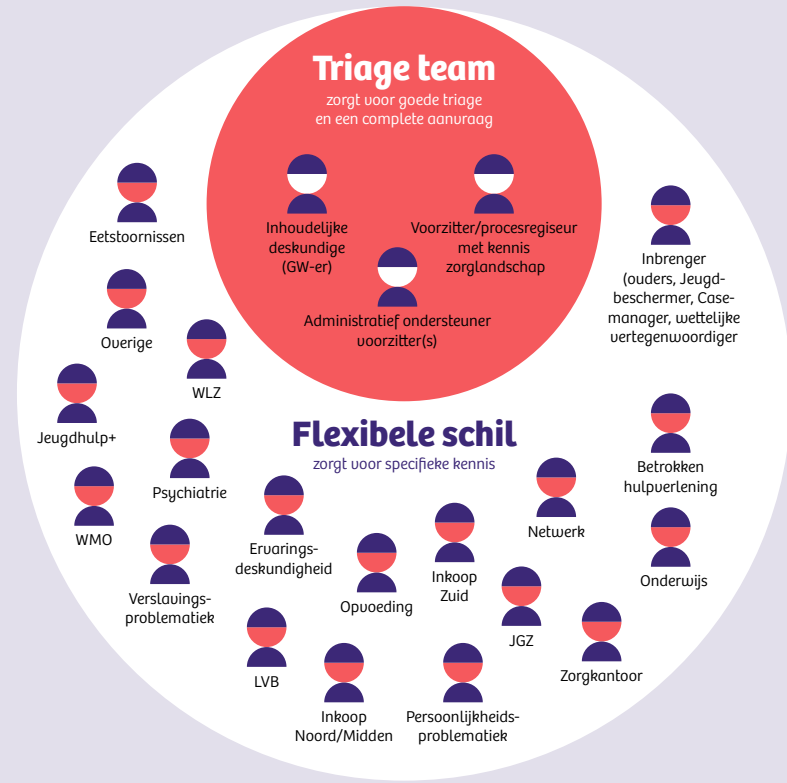 Triage team
zorgt voor goede triage
en een complete aanvraag
Inhoudelijke
deskundige
(GW-er)
Voorzitter/procesregiseur
met kennis
zorglandschap
Administratief ondersteuner
voorzitter(s)
Eetstoornissen
Overige
WLZ
Jeugdhulp+
Psychiatrie
WMO
Verslavings-
problematiek
Inbrenger
(ouders, Jeugd-
beschermer, Case-
manager, wettelijke
vertegenwoordiger
Flexibele schil
zorgt voor specifieke kennis
Betrokken
hulpverlening
Netwerk
Onderwijs
Ervarings-
deskundigheid
Opvoeding
Inkoop
Zuid
JGZ
Zorgkantoor
LVB
Inkoop
Noord/Midden
Persoonlijkheids-
problematiek